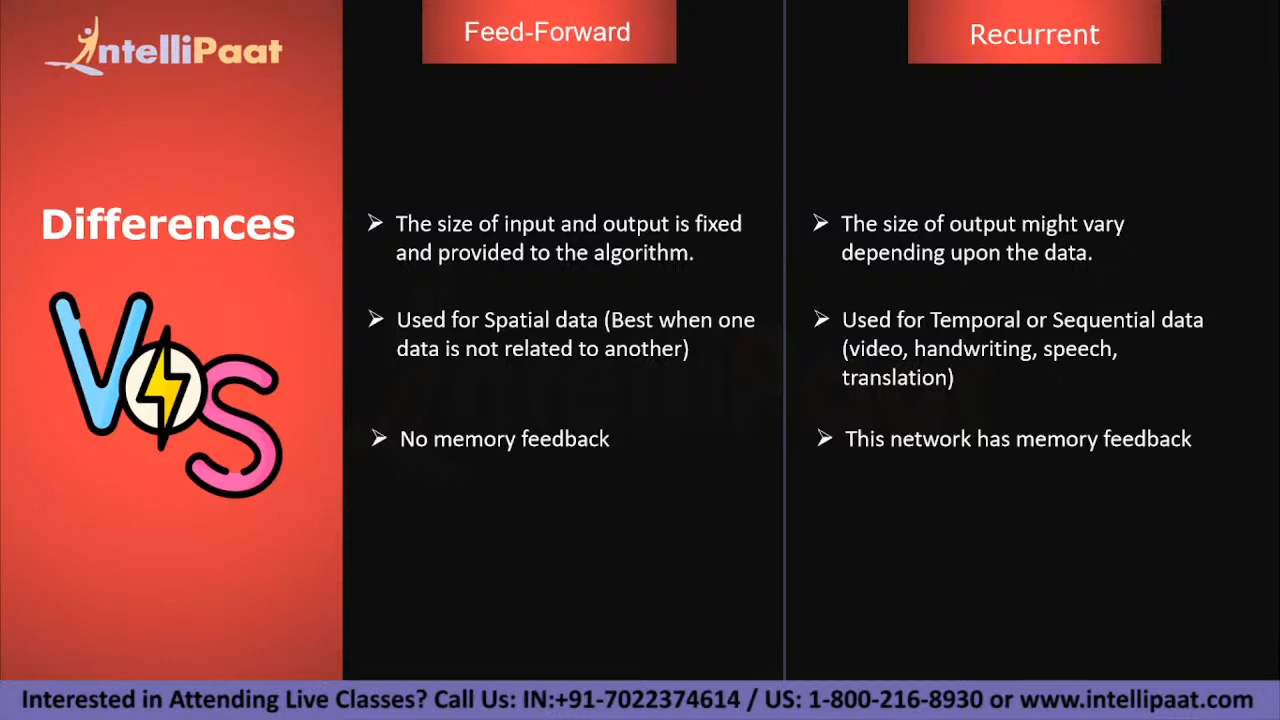 IntelliPaat
Feed-Forward
Recurrent
Differences
VS
➢ The size of input and output is fixed
and provided to the algorithm.
➢ Used for Spatial data (Best when one
data is not related to another)
➢ No memory feedback
➢ The size of output might vary
depending upon the data.
➢ Used for Temporal or Sequential data
(video, handwriting, speech,
translation)
➢ This network has memory feedback
Interested in Attending Live Classes? Call Us: IN:+91-7022374614 / US: 1-800-216-8930 or www.intellipaat.com